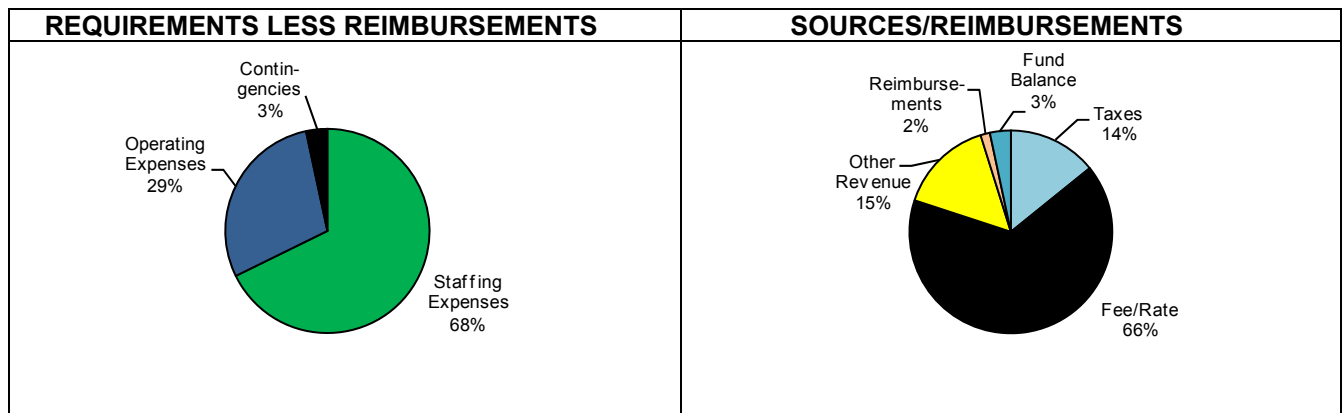 REQUIREMENTS LESS REIMBURSEMENTS
Contin-
gencies
3%
Operating
Expenses
29%
Staffing
Expenses
68%
SOURCES/REIMBURSEMENTS
Fund
Balance
3%
Reimburse-
ments
2%
Taxes
14%
Other
Revenue
15%
Fee/Rate
66%